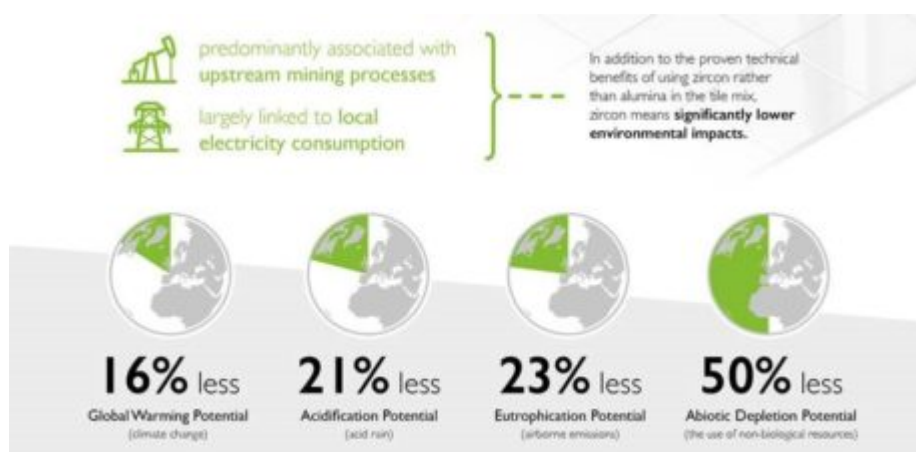 predominantly associated with
upstream mining processes
largely linked to local
electricity consumption
In addition to the proven technical
benefits of using zircon rather
than alumina in the tile mix,
zircon means significantly lower
environmental impacts.
16% less
Global Warming Potential
(climate change)
21% less
Acidification Potential
(acid rain)
23% less
Eutrophication Potential
(airborne emissions)
50% less
Abiotic Depletion Potential
(the use of non-biological resources)